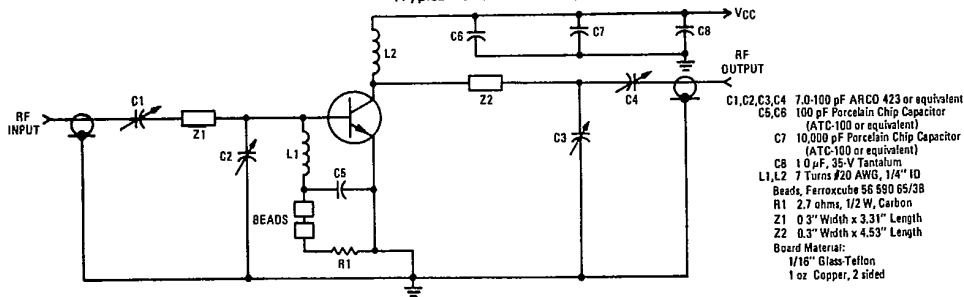 VCC
C6
C7
C8
L2
RF
OUTPUT
Z2
C4
C1
RF
INPUT
Z1
C2
L1
C5
C3
BEADS
R1
C1,C2,C3,C4 7.0-100 pF ARCO 423 or equivalent
C5,C6 100 pF Porcelain Chip Capacitor
(ATC-100 or equivalent)
C7 10,000 pF Porcelain Chip Capacitor
(ATC-100 or equivalent)
C8 1 0 µF, 35-V Tantalum
L1,L2 7 Turns #20 AWG, 1/4" ID
Beads, Ferroxcube 56 590 65/3B
R1 2.7 ohms, 1/2 W, Carbon
Z1 0 3" Width x 3.31" Length
Z2 0.3" Width x 4.53" Length
Board Material:
1/16" Glass-Teflon
1 oz Copper, 2 sided